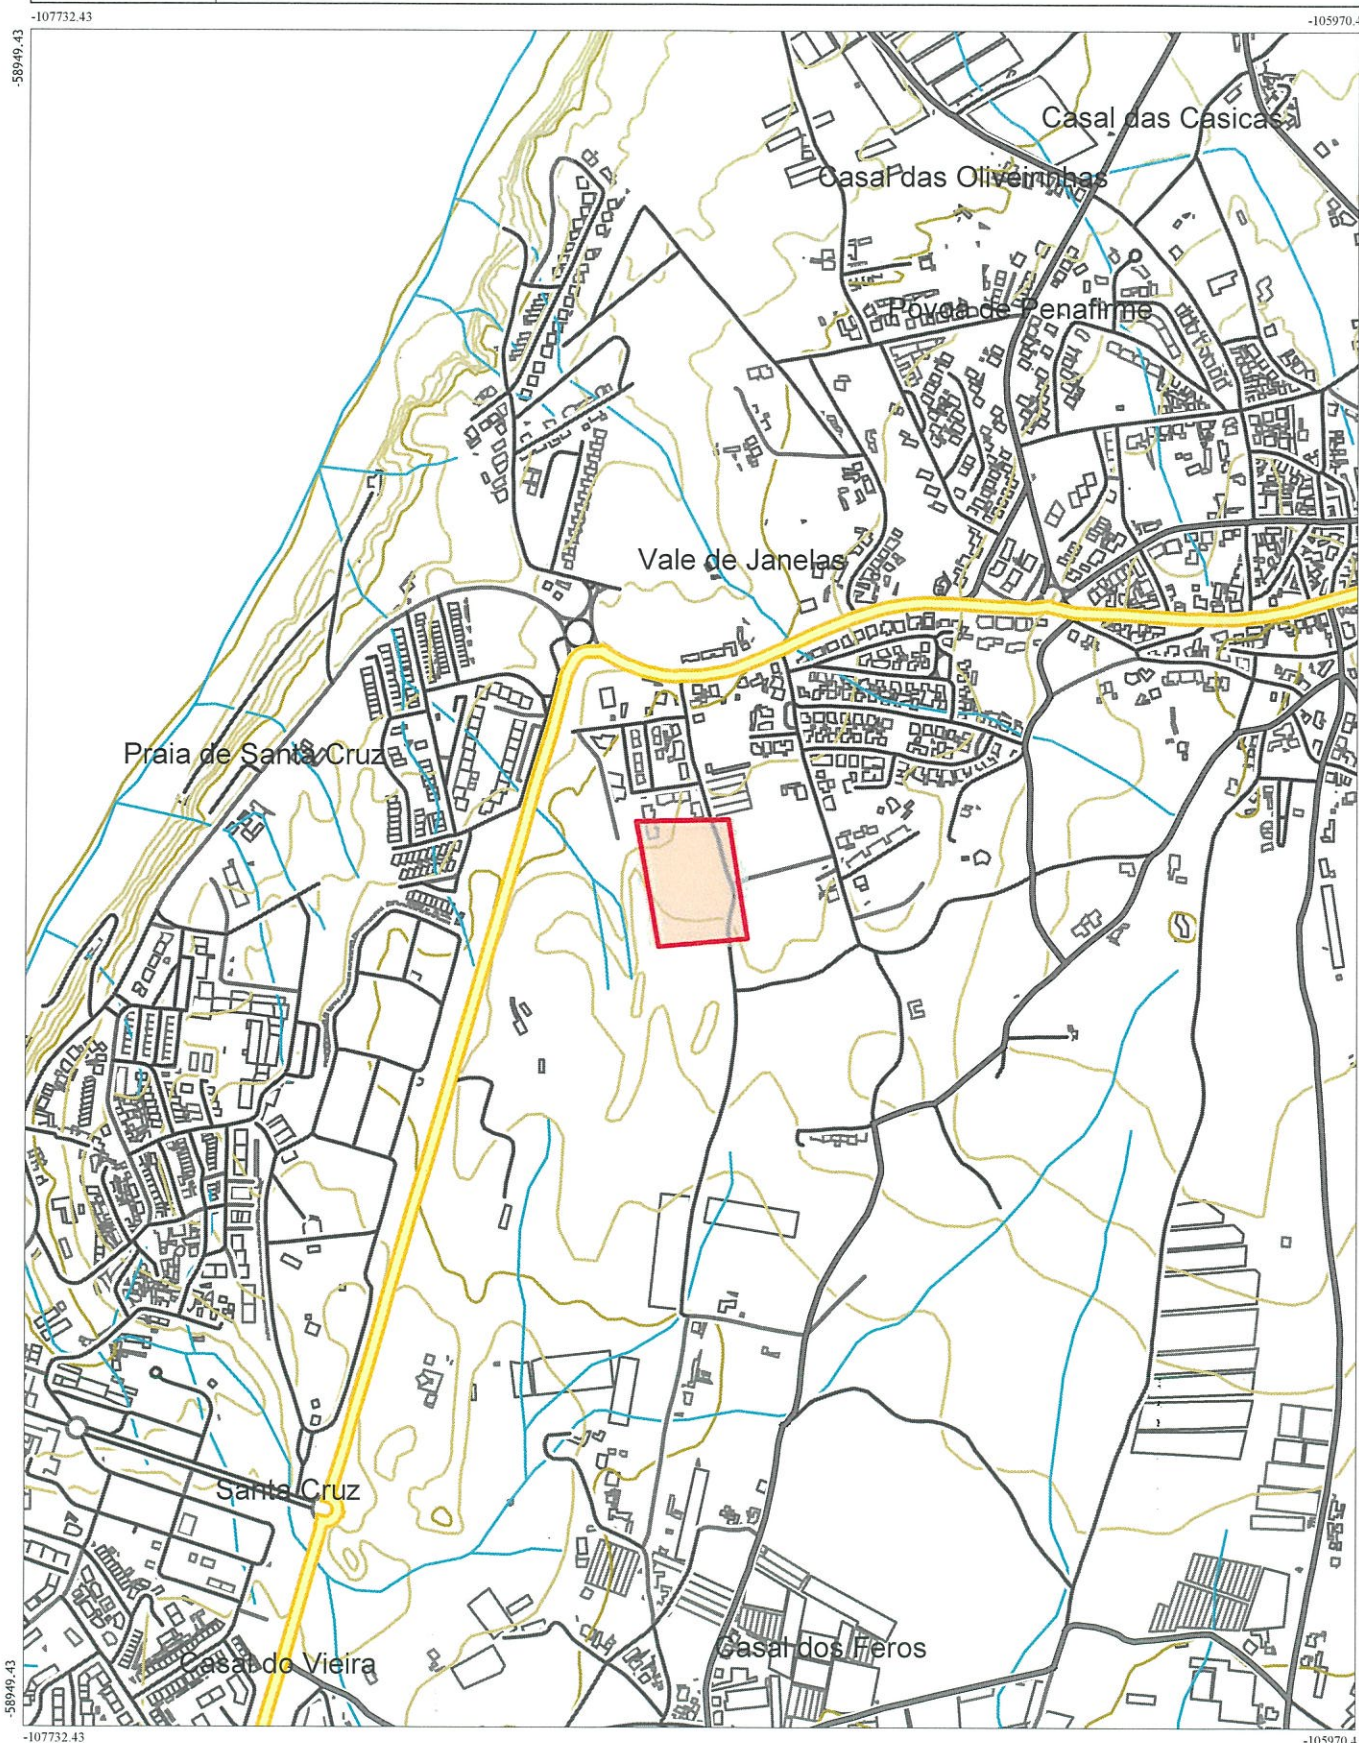 -107732.43
-105970.4
-58949.43
Casal das Casicas
Casal das Oliveirinhas
Póvoa de Penafirme
Vale de Janelas
Praia de Santa Cruz
Santa Cruz
Casal dos Feros
Casal do Vieira
-58949.43
-107732.43
-105970.4